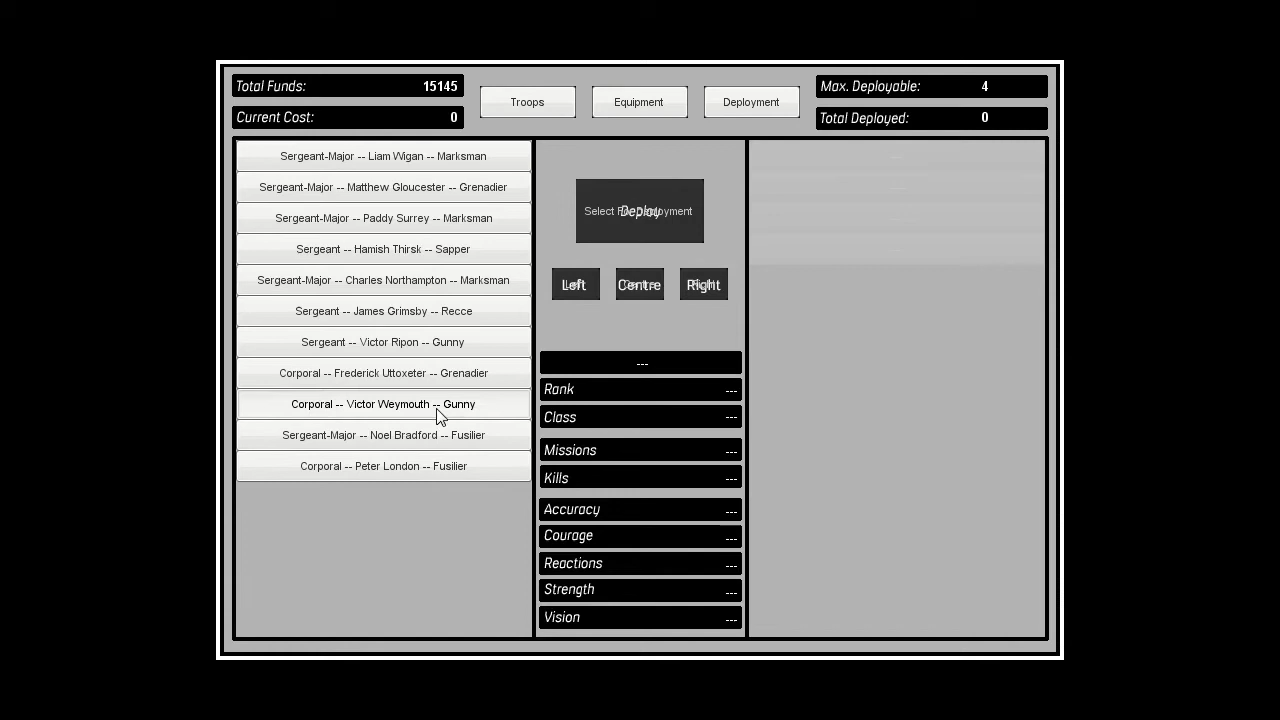 Total Funds: 15145
Current Cost: 0
Troops
Equipment
Deployment
Max. Deployable: 4
Total Deployed: 0
Sergeant-Major -- Liam Wigan -- Marksman
Sergeant-Major -- Matthew Gloucester -- Grenadier
Sergeant-Major -- Paddy Surrey -- Marksman
Sergeant -- Hamish Thirsk -- Sapper
Sergeant-Major -- Charles Northampton -- Marksman
Sergeant -- James Grimsby -- Recce
Sergeant -- Victor Ripon -- Gunny
Corporal -- Frederick Uttoxeter -- Grenadier
Corporal -- Victor Weymouth -- Gunny
Sergeant-Major -- Noel Bradford -- Fusilier
Corporal -- Peter London -- Fusilier
Select For Deployment
Deploy
Left
Centre
Right
---
Rank ---
Class ---
Missions ---
Kills ---
Accuracy ---
Courage ---
Reactions ---
Strength ---
Vision ---